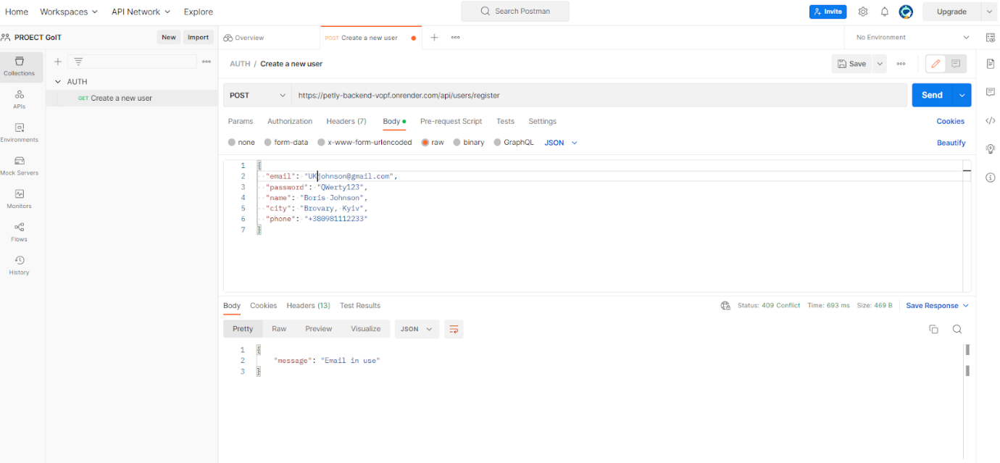 Home Workspaces API Network Explore Search Postman Invite Upgrade
PROECT GoIT New Import Overview POST Create a new user No Environment
Collections
APIs
Environments
Mock Servers
Monitors
Flows
History
AUTH
GET Create a new user
AUTH / Create a new user Save
POST https://petly-backend-vopf.onrender.com/api/users/register Send
Params Authorization Headers (7) Body Pre-request Script Tests Settings Cookies
none form-data x-www-form-urlencoded raw binary GraphQL JSON Beautify
1 {
2 "email": "UKjohnson@gmail.com",
3 "password": "QWerty123",
4 "name": "Boris Johnson",
5 "city": "Brovary, Kyiv",
6 "phone": "+380981112233"
7 }
Body Cookies Headers (13) Test Results Status: 409 Conflict Time: 693 ms Size: 469 B Save Response
Pretty Raw Preview Visualize JSON
1 {
2 "message": "Email in use"
3 }